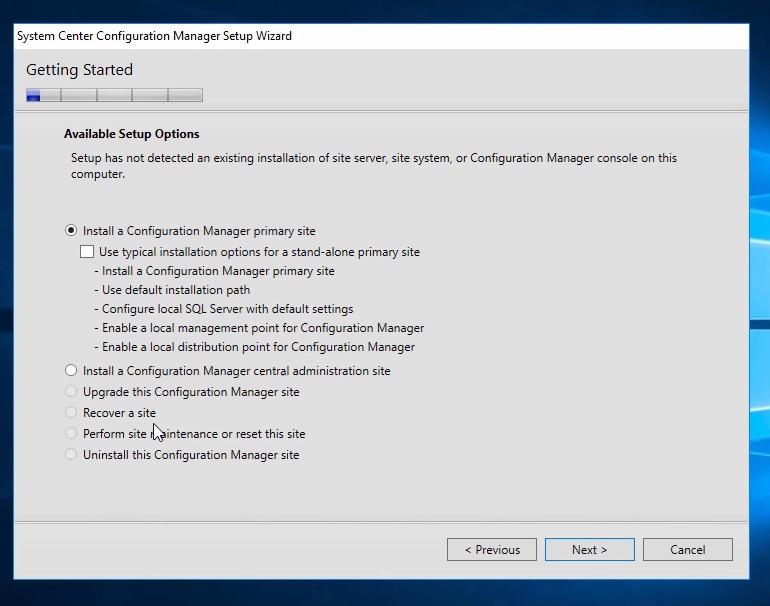 System Center Configuration Manager Setup Wizard
Getting Started
Available Setup Options
Setup has not detected an existing installation of site server, site system, or Configuration Manager console on this
computer.
Install a Configuration Manager primary site
Use typical installation options for a stand-alone primary site
- Install a Configuration Manager primary site
- Use default installation path
- Configure local SQL Server with default settings
- Enable a local management point for Configuration Manager
- Enable a local distribution point for Configuration Manager
Install a Configuration Manager central administration site
Upgrade this Configuration Manager site
Recover a site
Perform site maintenance or reset this site
Uninstall this Configuration Manager site
< Previous Next > Cancel